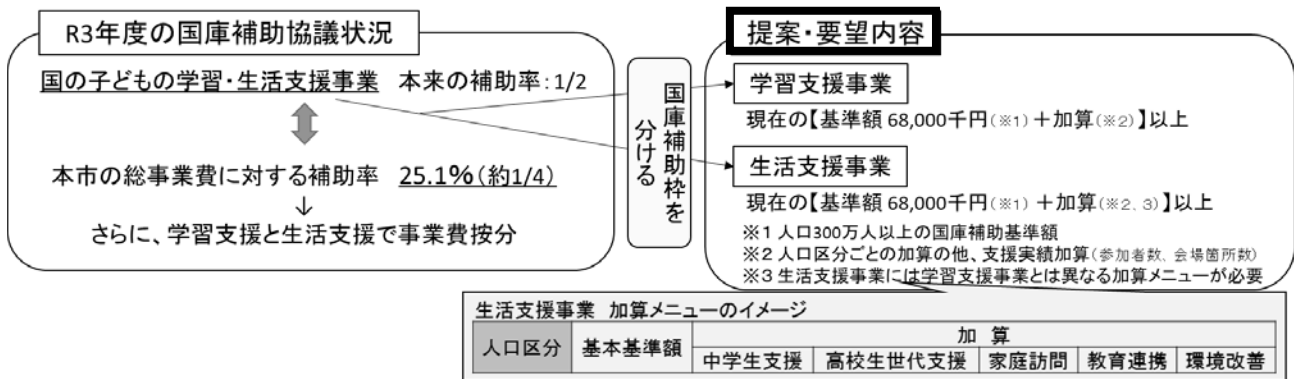 R3年度の国庫補助協議状況
国の子どもの学習・生活支援事業　本来の補助率：1/2
本市の総事業費に対する補助率　25.1%（約1/4）
↓
さらに、学習支援と生活支援で事業費按分
国庫補助枠を
分ける
提案・要望内容
学習支援事業
現在の【基準額 68,000千円（※1）＋加算（※2）】以上
生活支援事業
現在の【基準額 68,000千円（※1）＋加算（※2、3）】以上
※1 人口300万人以上の国庫補助基準額
※2 人口区分ごとの加算の他、支援実績加算（参加者数、会場箇所数）
※3 生活支援事業には学習支援事業とは異なる加算メニューが必要
生活支援事業　加算メニューのイメージ
人口区分　基本基準額　加　算
中学生支援　高校生世代支援　家庭訪問　教育連携　環境改善